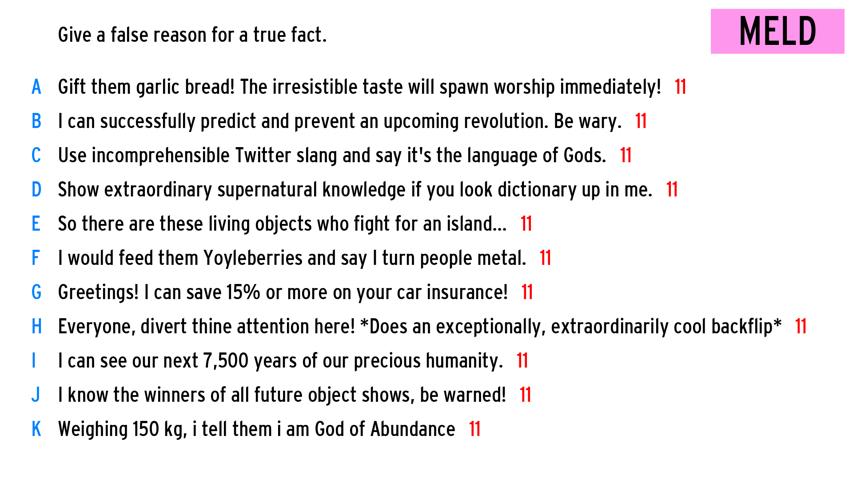 Give a false reason for a true fact.
MELD
A Gift them garlic bread! The irresistible taste will spawn worship immediately! 11
B I can successfully predict and prevent an upcoming revolution. Be wary. 11
C Use incomprehensible Twitter slang and say it's the language of Gods. 11
D Show extraordinary supernatural knowledge if you look dictionary up in me. 11
E So there are these living objects who fight for an island... 11
F I would feed them Yoyleberries and say I turn people metal. 11
G Greetings! I can save 15% or more on your car insurance! 11
H Everyone, divert thine attention here! *Does an exceptionally, extraordinarily cool backflip* 11
I I can see our next 7,500 years of our precious humanity. 11
J I know the winners of all future object shows, be warned! 11
K Weighing 150 kg, i tell them i am God of Abundance 11